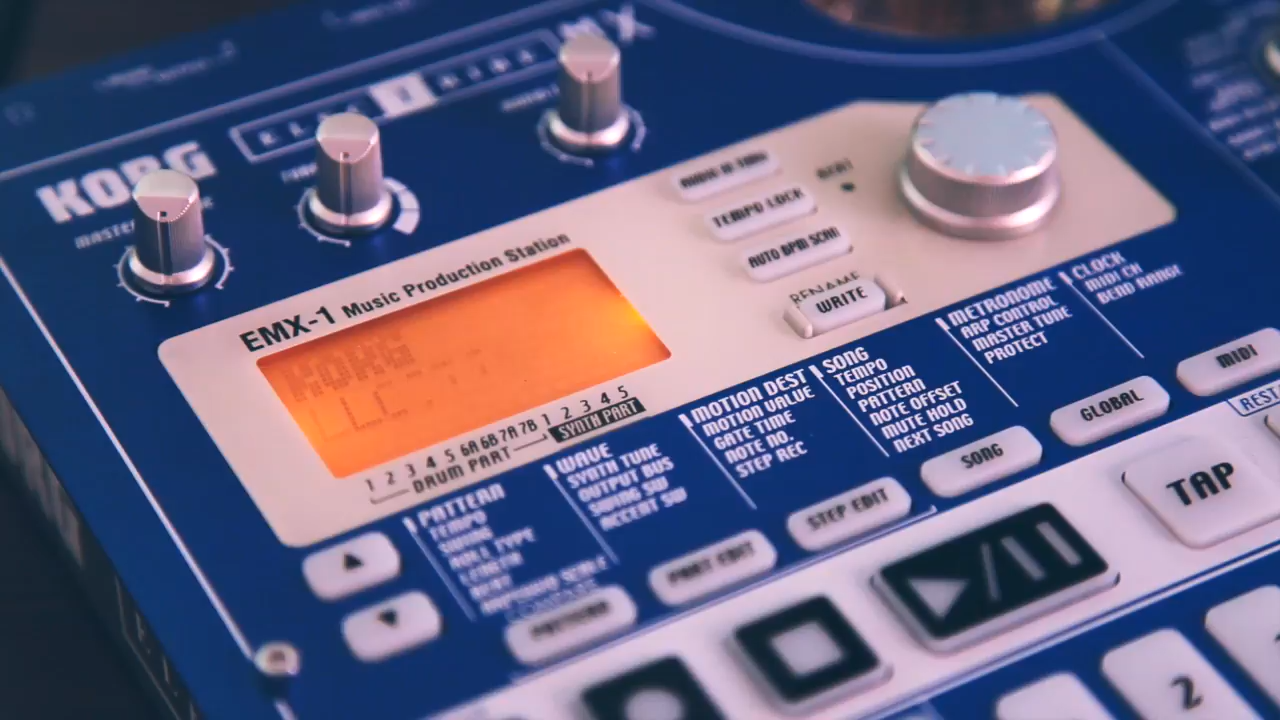 KORG
MX
MASTER
EMX-1 Music Production Station
KORG
1 2 3 4 5 6A 6B 7A 7B 1 2 3 4 5
DRUM PART
SYNTH PART
TEMPO LOCK
AUTO BPM SCAN
BEAT
RENAME
WRITE
PATTERN
TEMPO
SWING
ROLL TYPE
LENGTH
BEAT
WAVE
SYNTH TUNE
OUTPUT BUS
SWING SW
ACCENT SW
MOTION DEST
MOTION VALUE
GATE TIME
NOTE NO.
STEP REC
SONG
TEMPO
POSITION
PATTERN
NOTE OFFSET
MUTE HOLD
NEXT SONG
METRONOME
ARP CONTROL
MASTER TUNE
PROTECT
CLOCK
MIDI CH
BEND RANGE
PATTERN
PART EDIT
STEP EDIT
SONG
GLOBAL
MIDI
TAP
2